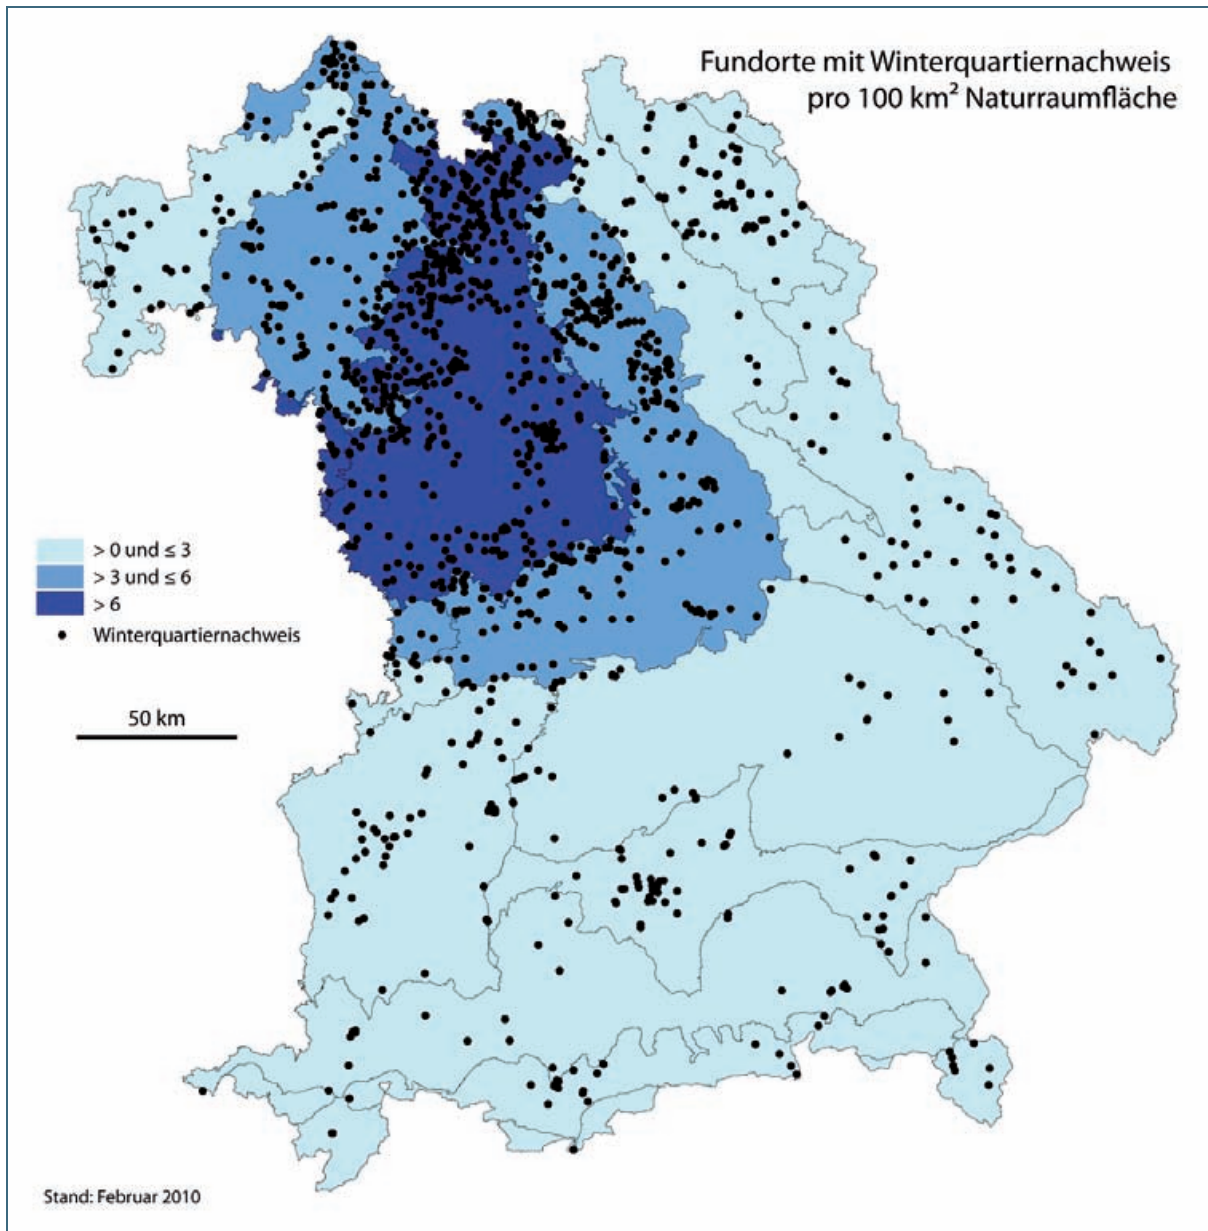 Fundorte mit Winterquartiernachweis
pro 100 km² Naturraumfläche
> 0 und ≤ 3
> 3 und ≤ 6
> 6
Winterquartiernachweis
50 km
Stand: Februar 2010